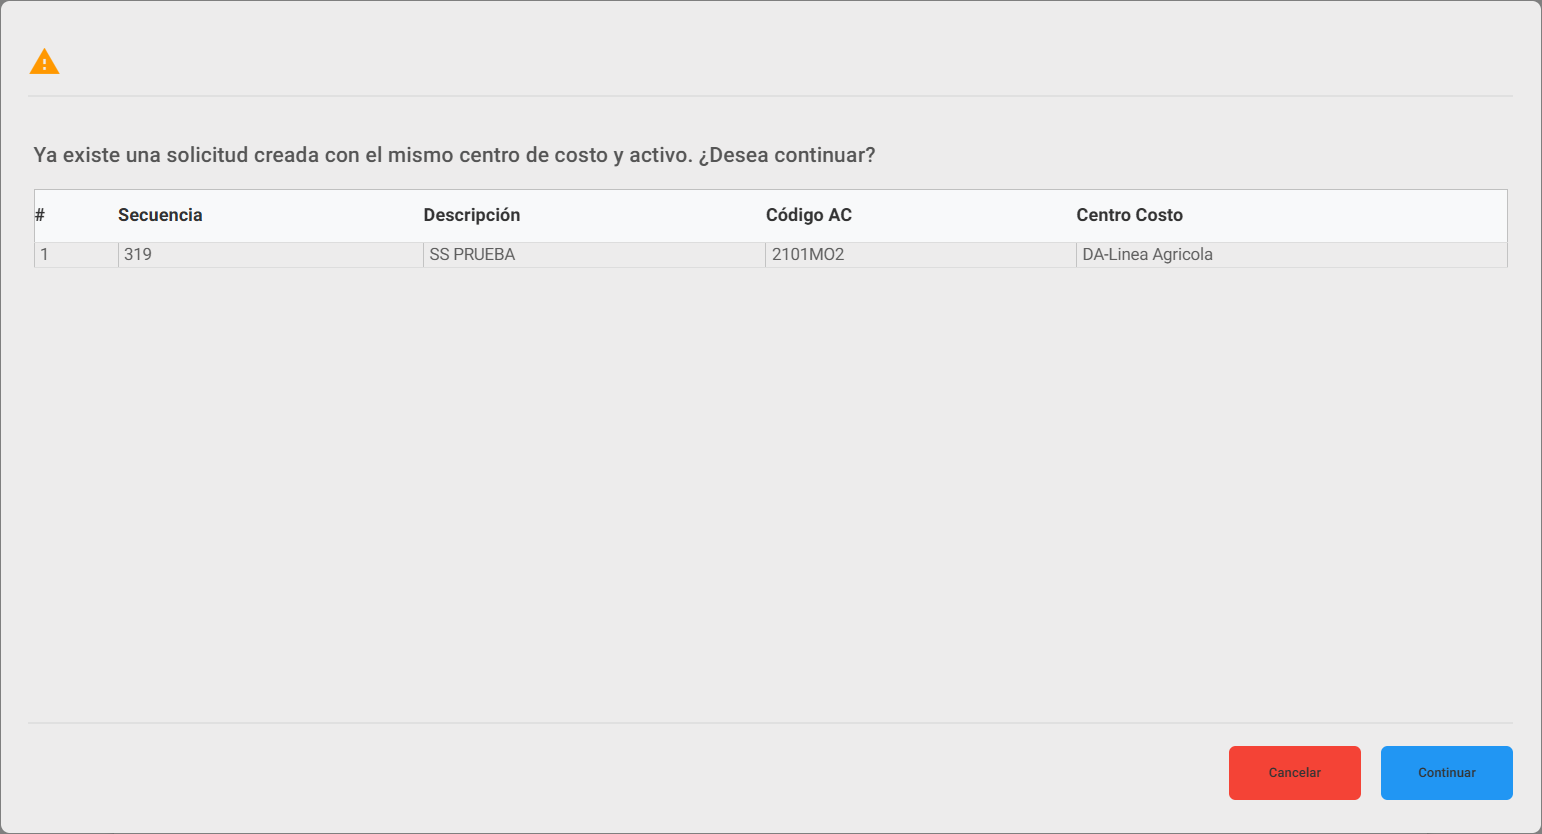 Ya existe una solicitud creada con el mismo centro de costo y activo. ¿Desea continuar?
# Secuencia Descripción Código AC Centro Costo
1 319 SS PRUEBA 2101MO2 DA-Linea Agricola
Cancelar Continuar